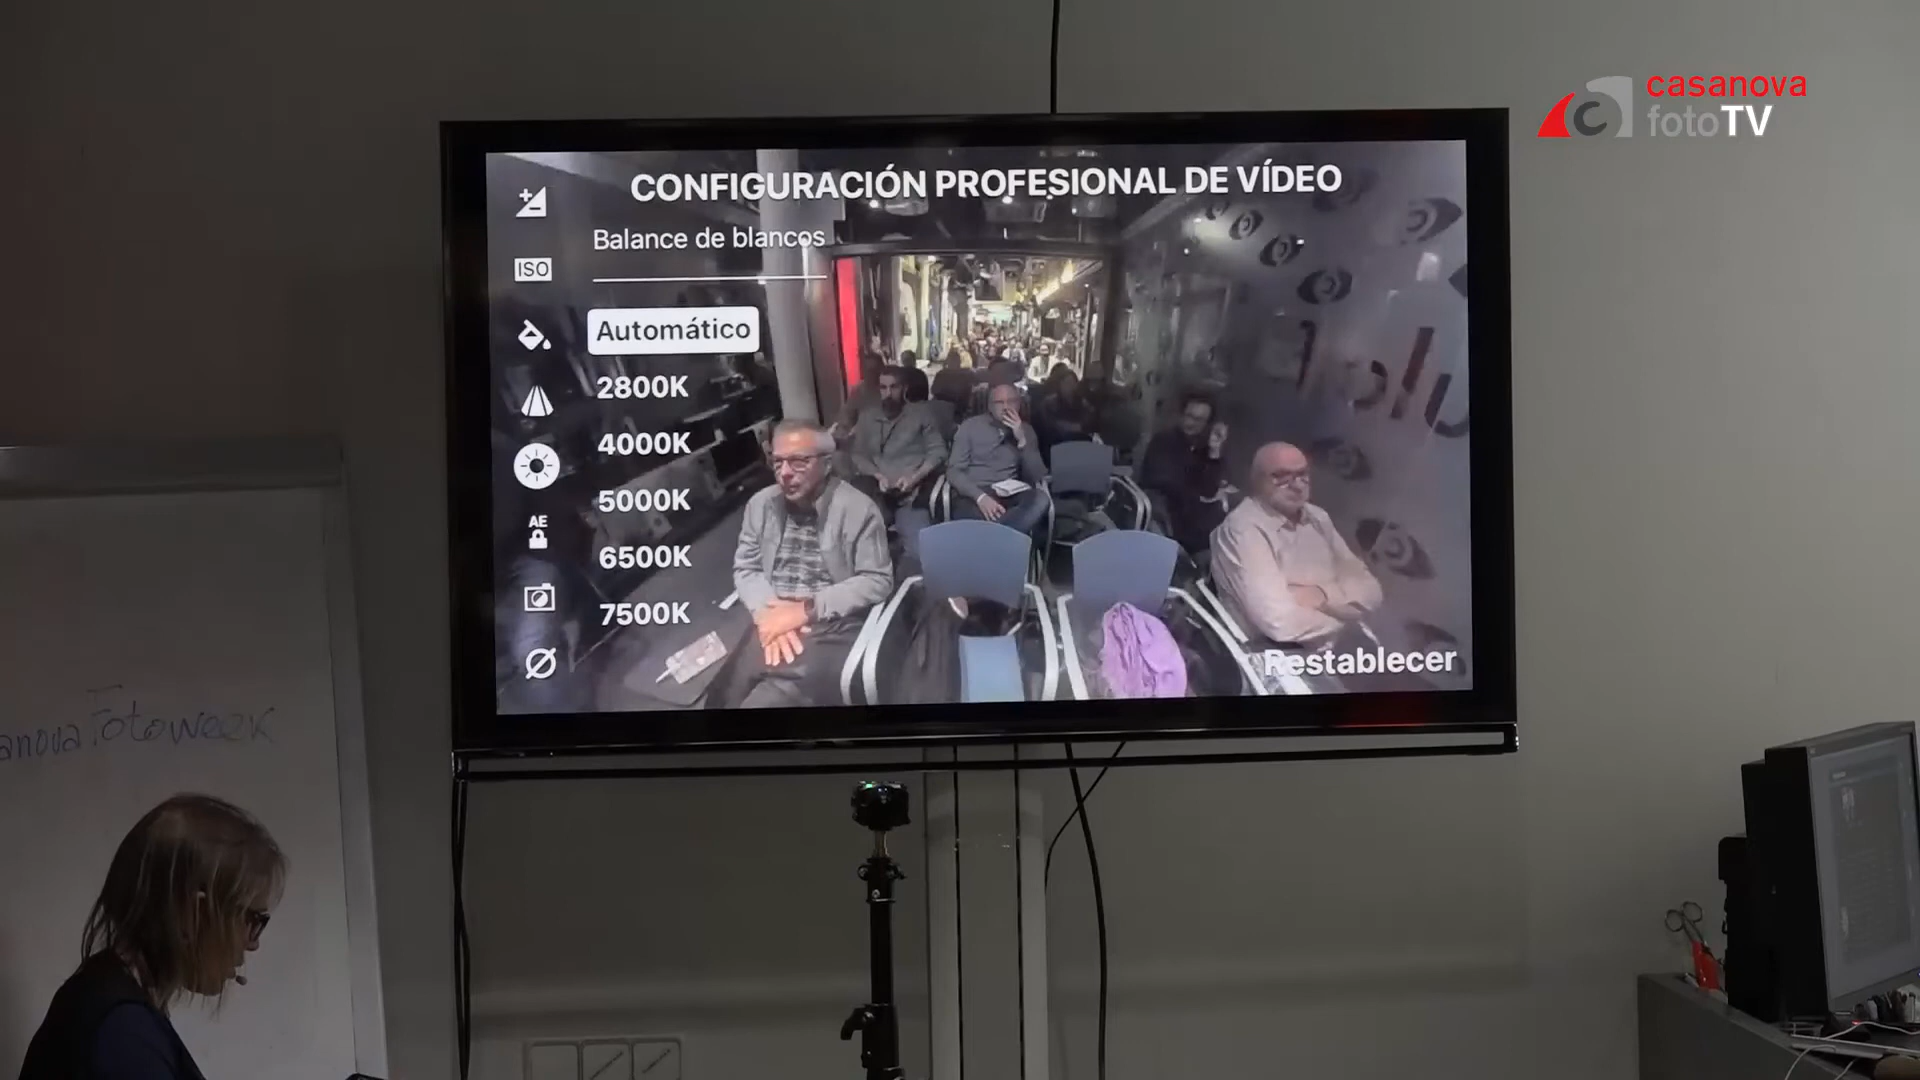 casanova
fotoTV
CONFIGURACIÓN PROFESIONAL DE VÍDEO
Balance de blancos
ISO
Automático
2800K
4000K
5000K
AE
6500K
7500K
Restablecer
anova Fotoweek